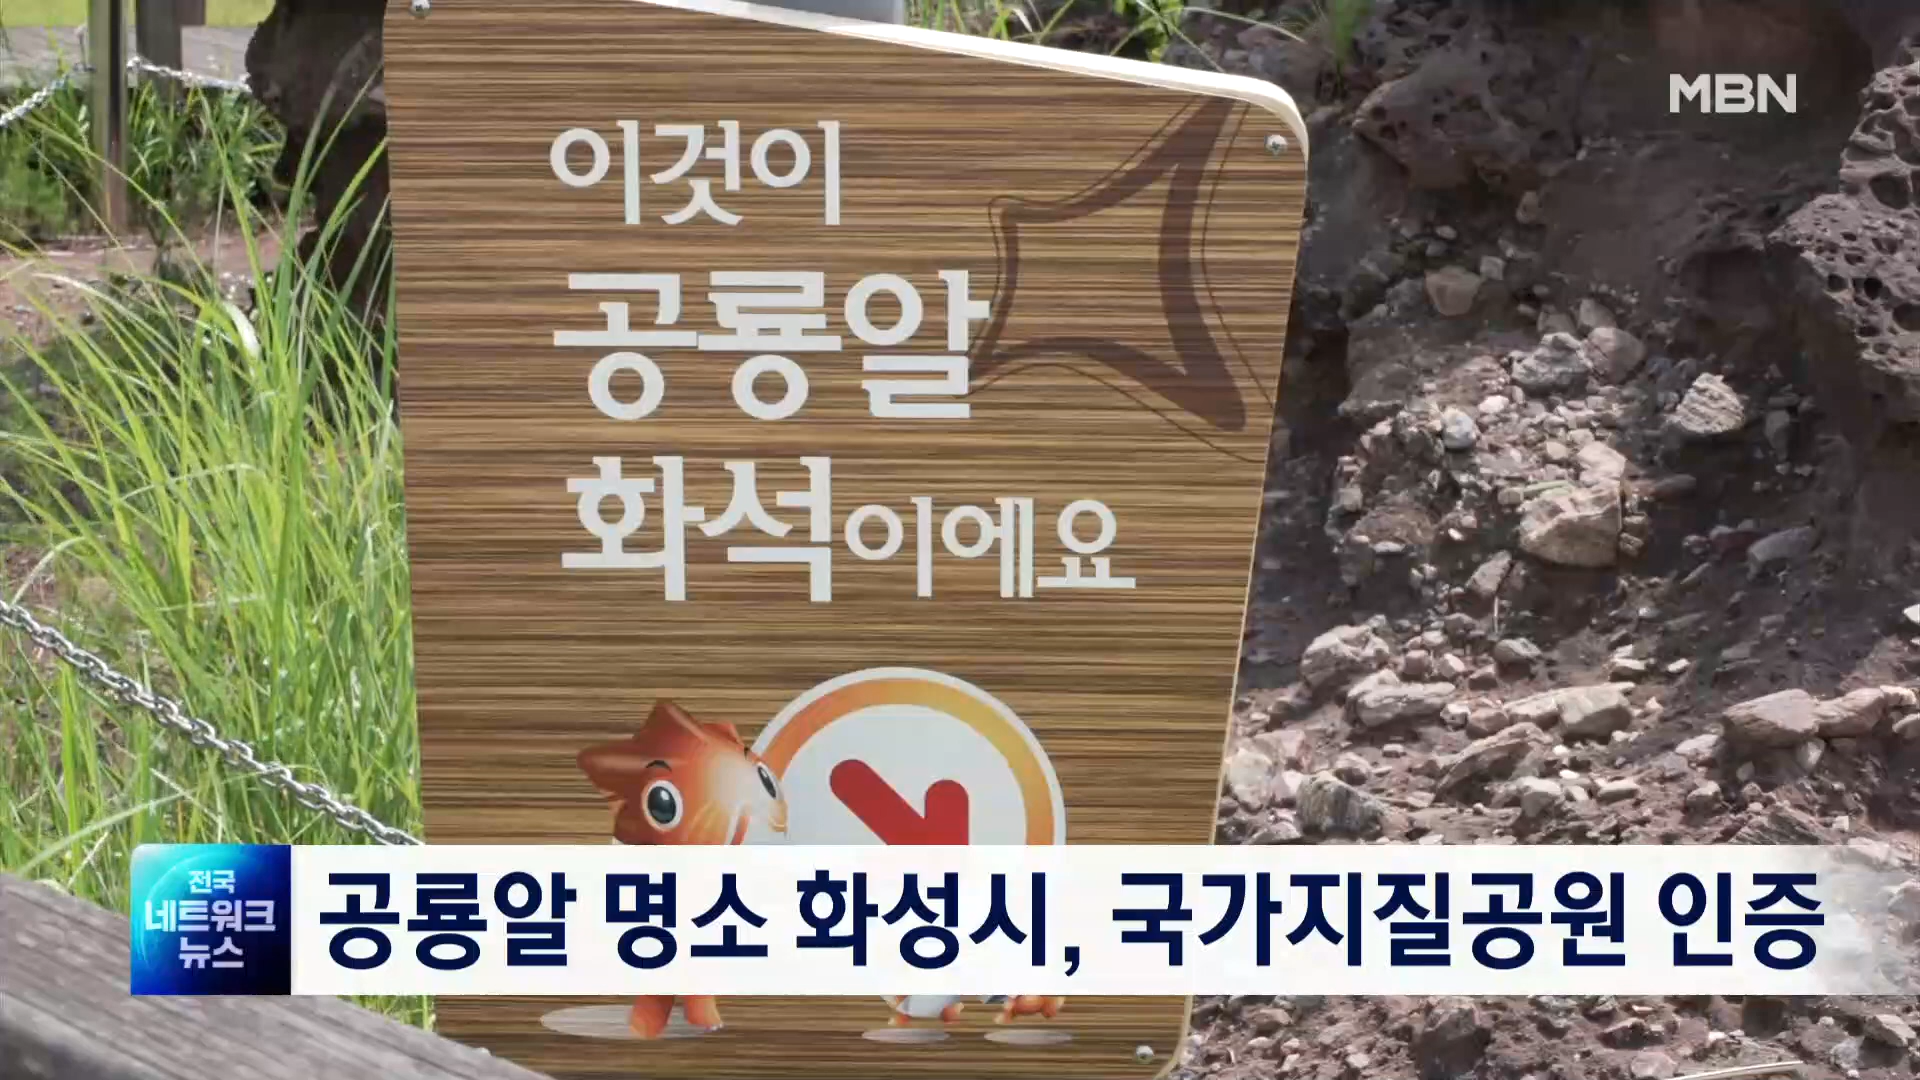 MBN
이것이
공룡알
화석이에요
전국
네트워크
뉴스
공룡알 명소 화성시, 국가지질공원 인증